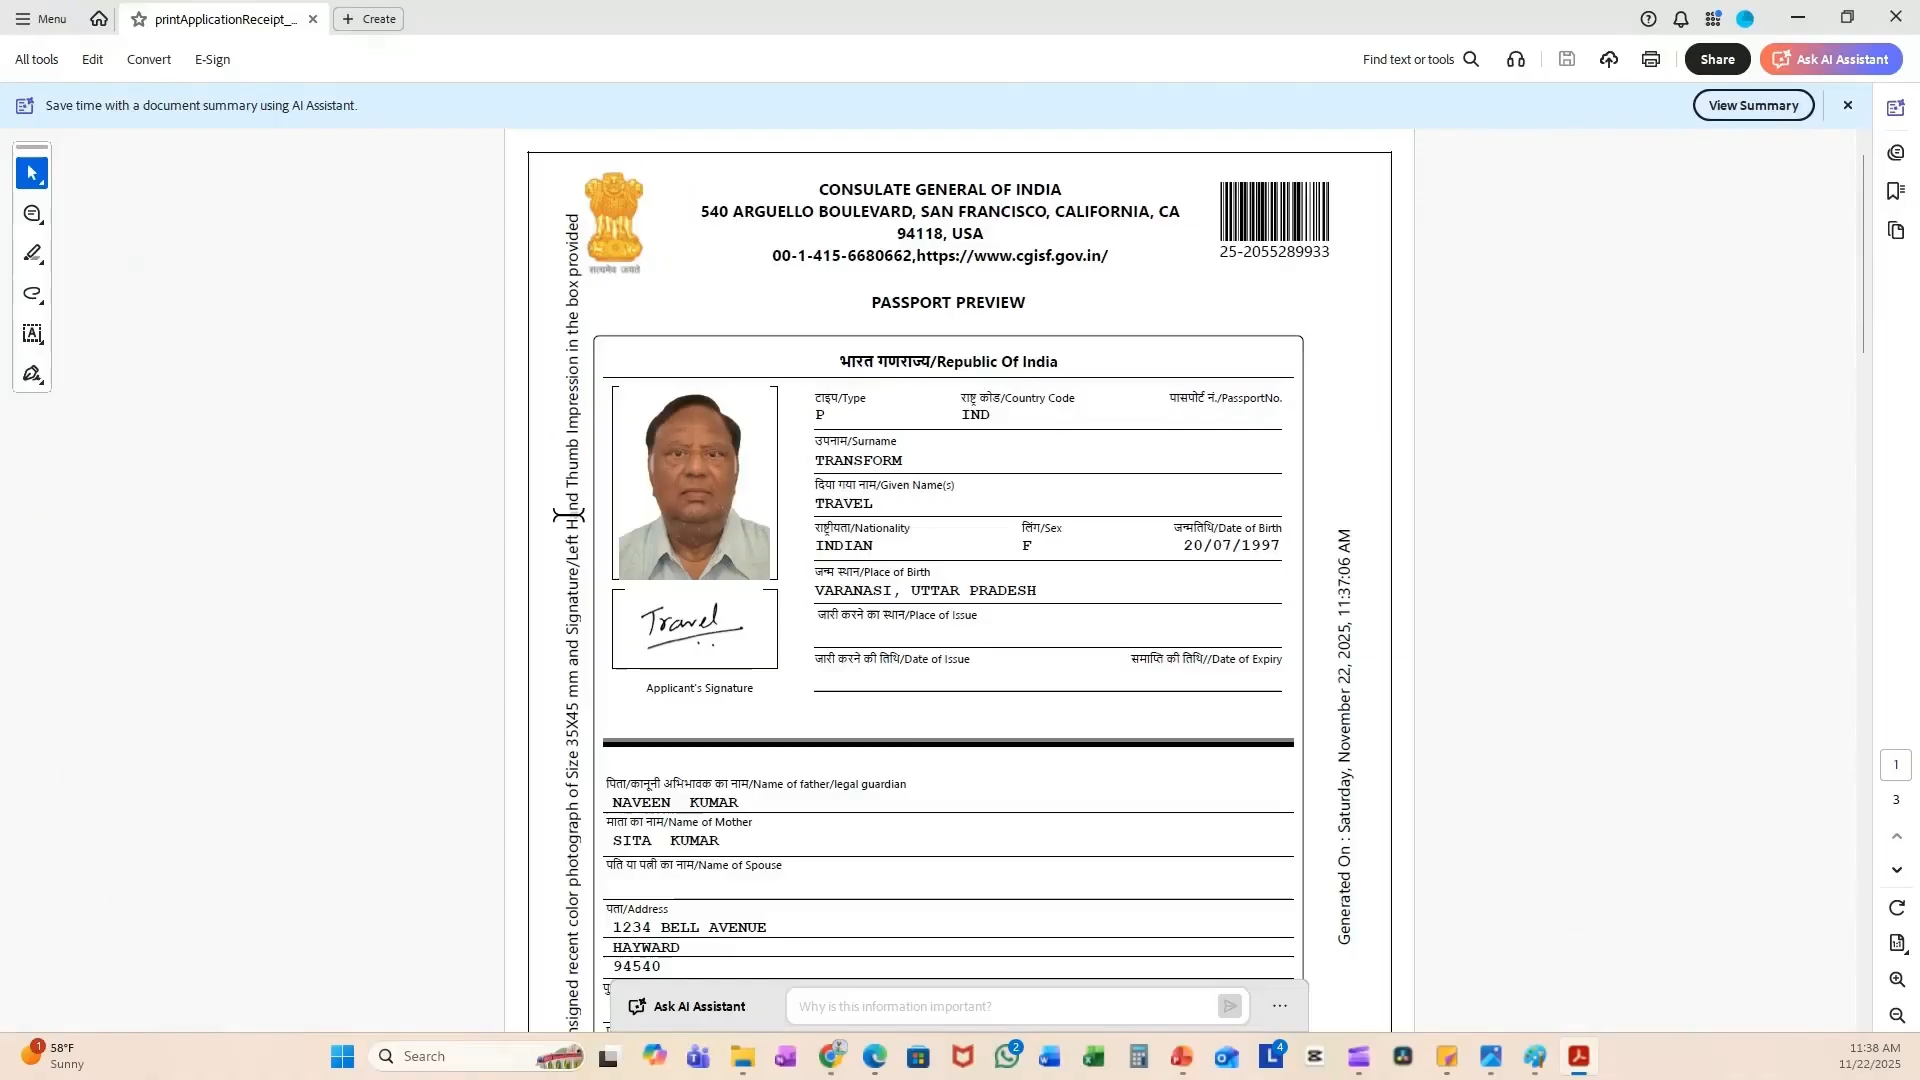 Menu
printApplicationReceipt_...
Create
All tools
Edit
Convert
E-Sign
Find text or tools
Share
Ask AI Assistant
Save time with a document summary using AI Assistant.
View Summary
CONSULATE GENERAL OF INDIA
540 ARGUELLO BOULEVARD, SAN FRANCISCO, CALIFORNIA, CA
94118, USA
00-1-415-6680662,https://www.cgisf.gov.in/
सत्यमेव जयते
25-2055289933
PASSPORT PREVIEW
भारत गणराज्य/Republic Of India
टाइप/Type राष्ट्र कोड/Country Code पासपोर्ट नं./PassportNo.
P IND
उपनाम/Surname
TRANSFORM
दिया गया नाम/Given Name(s)
TRAVEL
राष्ट्रीयता/Nationality लिंग/Sex जन्मतिथि/Date of Birth
INDIAN F 20/07/1997
जन्म स्थान/Place of Birth
VARANASI, UTTAR PRADESH
जारी करने का स्थान/Place of Issue
जारी करने की तिथि/Date of Issue समाप्ति की तिथि//Date of Expiry
Travel
Applicant's Signature
पिता/कानूनी अभिभावक का नाम/Name of father/legal guardian
NAVEEN KUMAR
माता का नाम/Name of Mother
SITA KUMAR
पति या पत्नी का नाम/Name of Spouse
पता/Address
1234 BELL AVENUE
HAYWARD
94540
nsigned recent color photograph of Size 35X45 mm and Signature/Left Hand Thumb Impression in the box provided
Generated On : Saturday, November 22, 2025, 11:37:06 AM
Ask AI Assistant
Why is this information important?
1
3
1
58°F
Sunny
Search
2
4
11:38 AM
11/22/2025